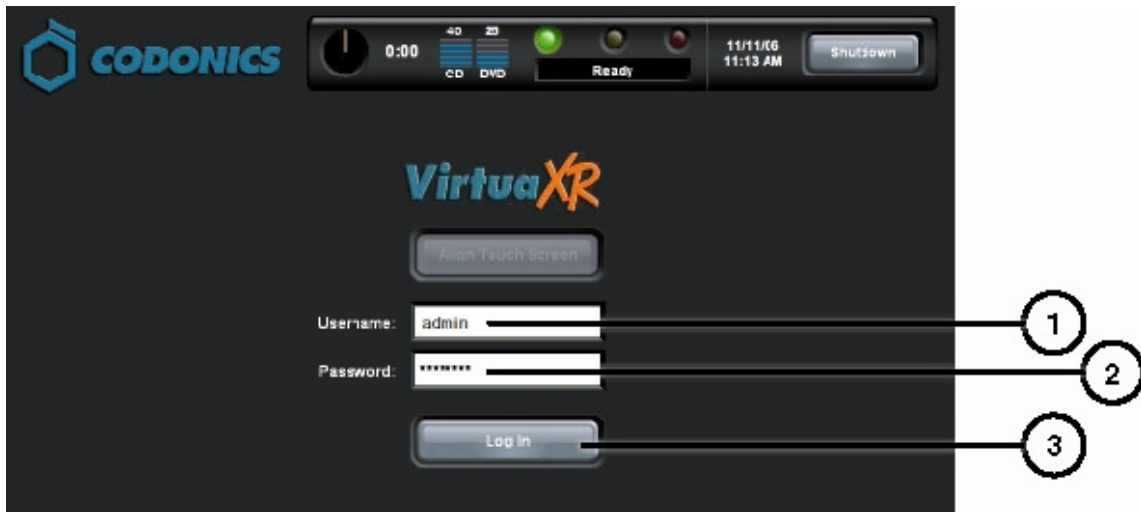 CODONICS
0:00
40 25
CD DVD
Ready
11/11/06
11:13 AM
Shutdown
VirtuaXR
Align Touch Screen
Username: admin
1
Password: ********
2
Log In
3